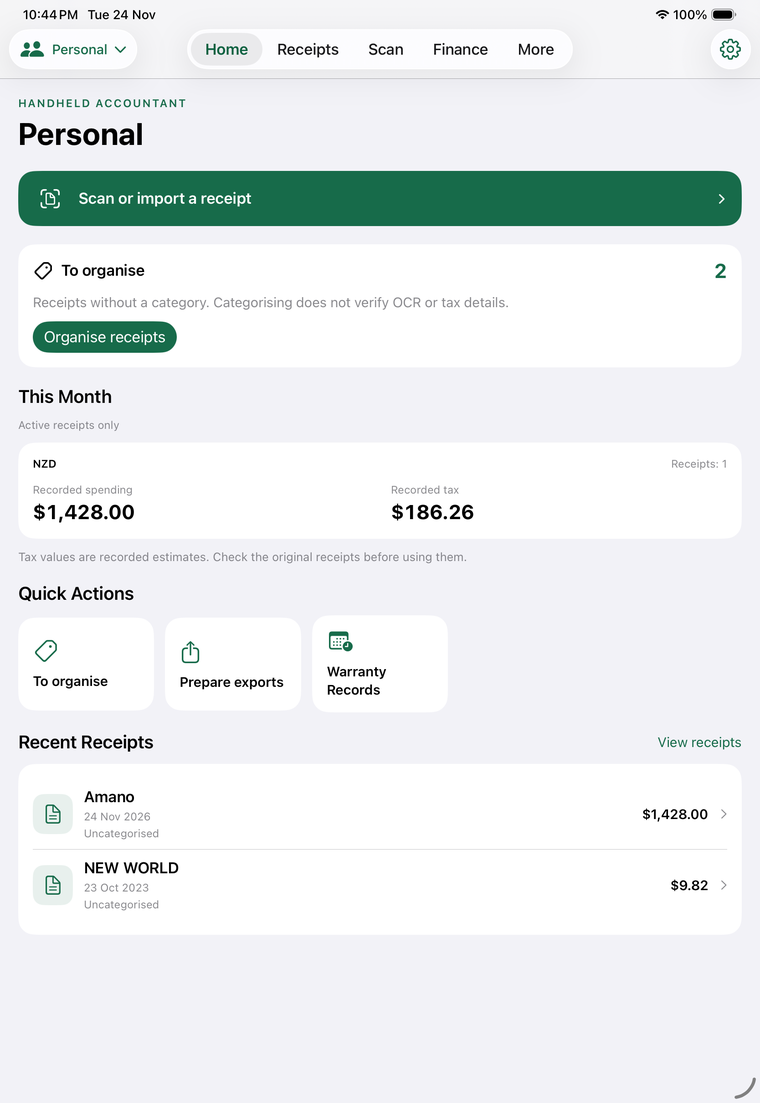 10:44 PM Tue 24 Nov 100%
Personal Home Receipts Scan Finance More
HANDHELD ACCOUNTANT
Personal
Scan or import a receipt
To organise 2
Receipts without a category. Categorising does not verify OCR or tax details.
Organise receipts
This Month
Active receipts only
NZD Receipts: 1
Recorded spending Recorded tax
$1,428.00 $186.26
Tax values are recorded estimates. Check the original receipts before using them.
Quick Actions
To organise
Prepare exports
Warranty
Records
Recent Receipts View receipts
Amano
24 Nov 2026
Uncategorised
$1,428.00
NEW WORLD
23 Oct 2023
Uncategorised
$9.82